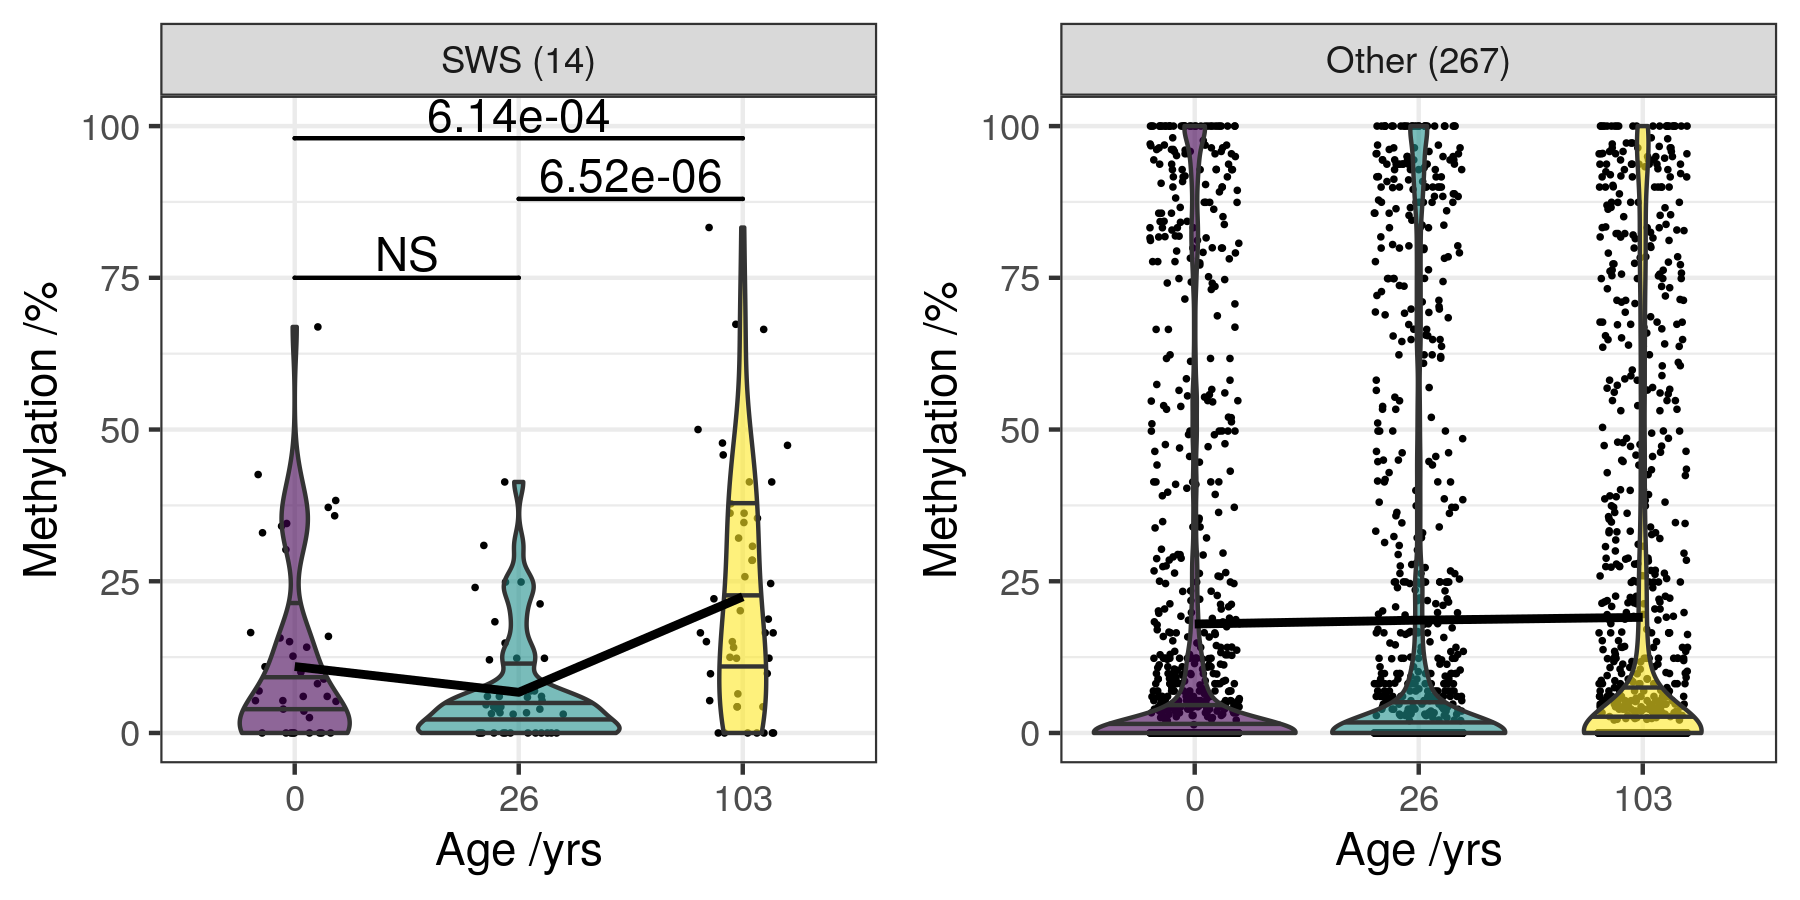 SWS (14)
6.14e-04
6.52e-06
NS
100
75
50
25
0
Methylation /%
0 26 103
Age /yrs
Other (267)
100
75
50
25
0
Methylation /%
0 26 103
Age /yrs